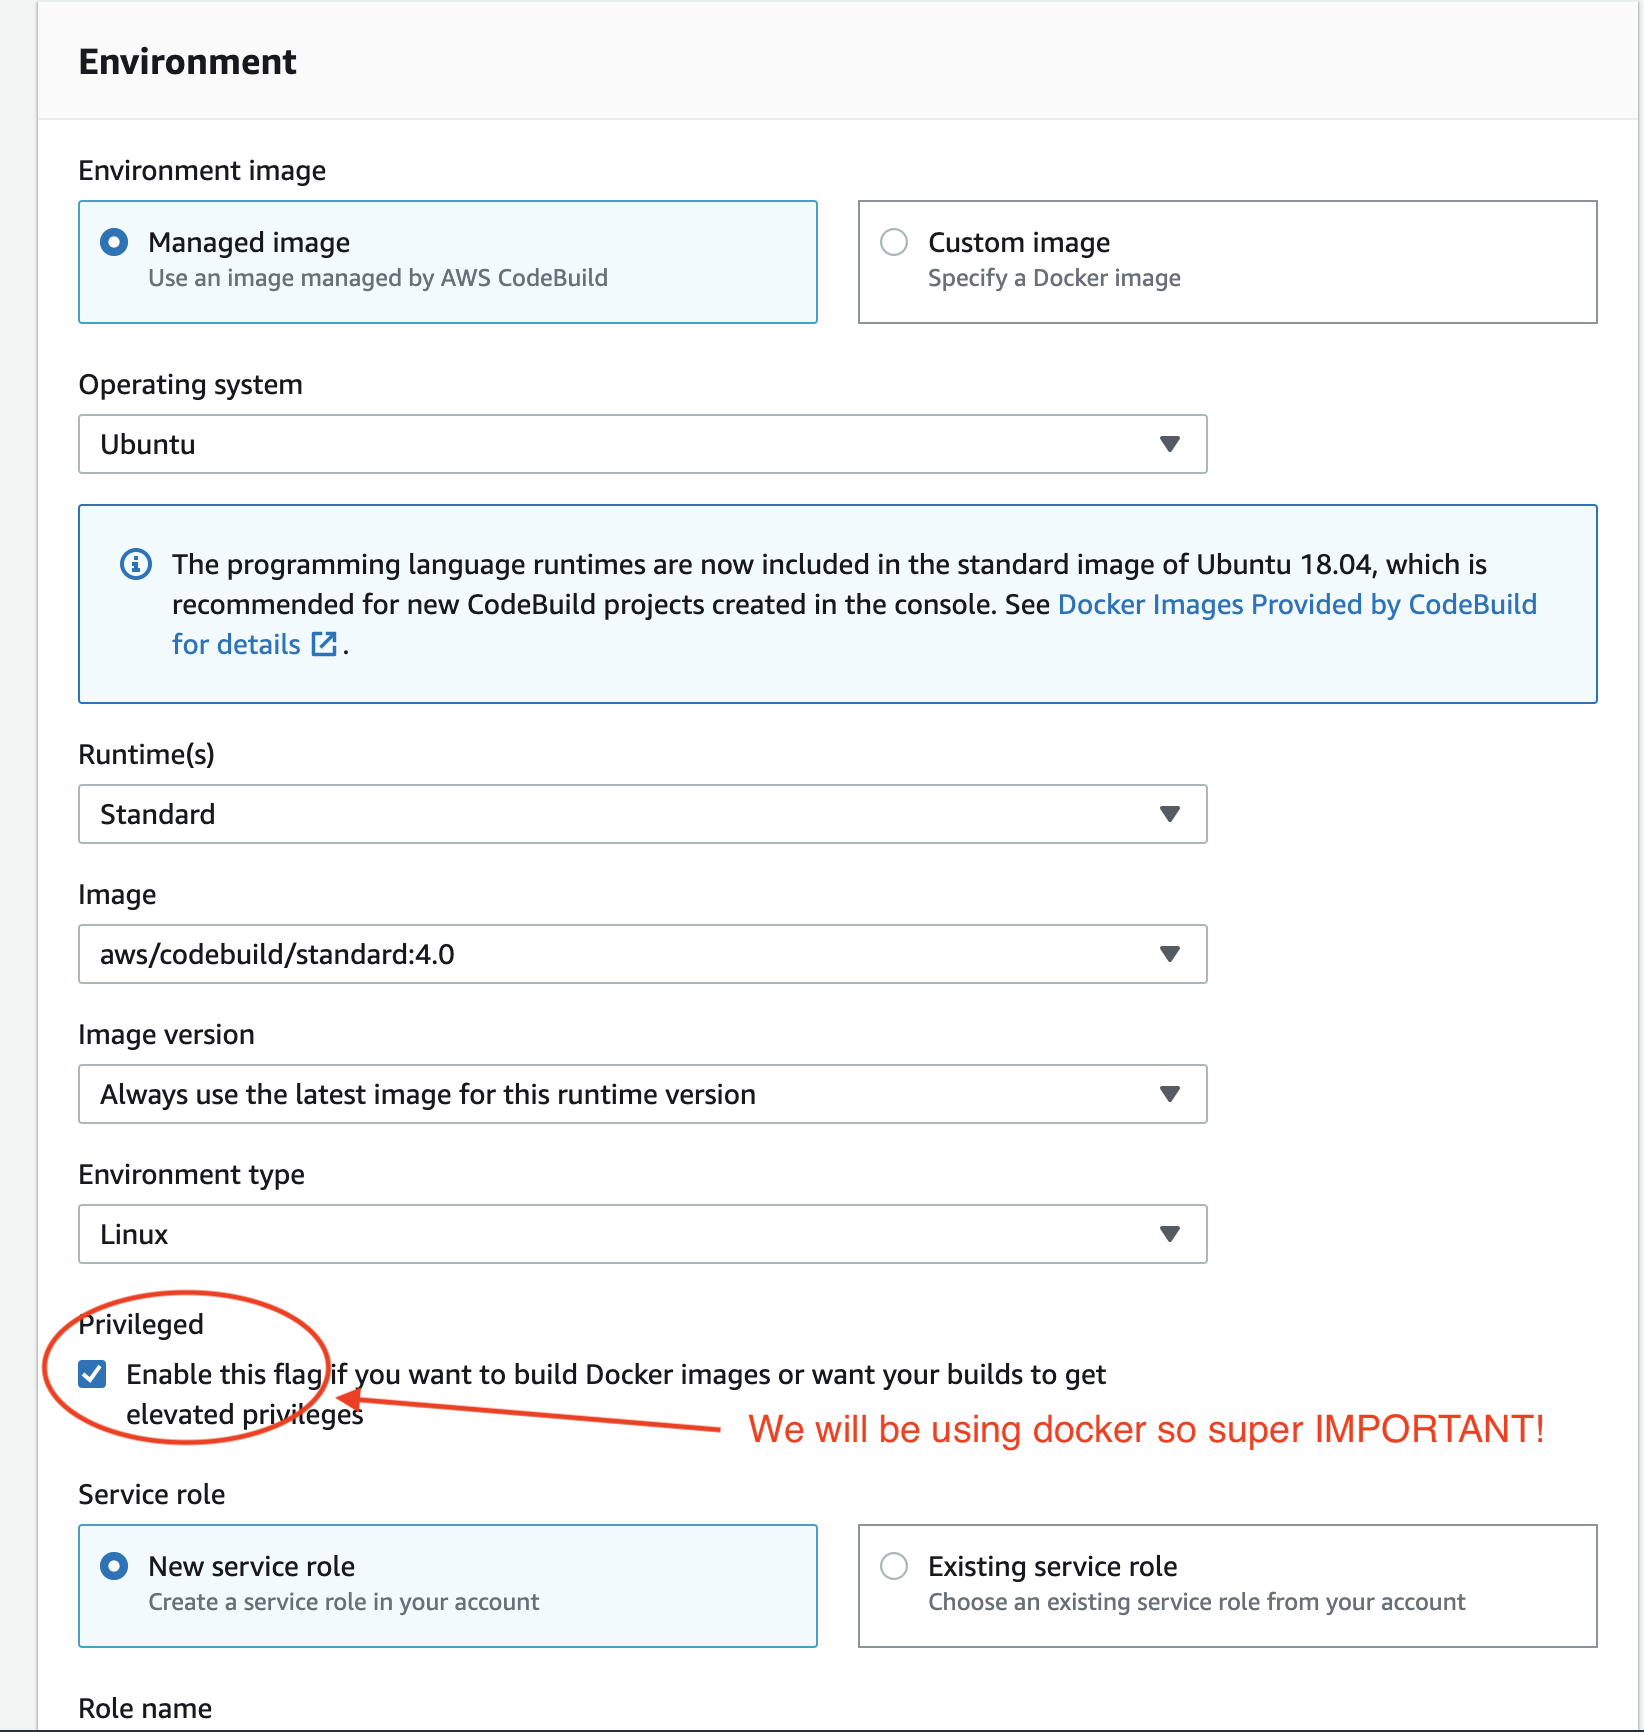 Environment
Environment image
Managed image
Use an image managed by AWS CodeBuild
Custom image
Specify a Docker image
Operating system
Ubuntu
The programming language runtimes are now included in the standard image of Ubuntu 18.04, which is
recommended for new CodeBuild projects created in the console. See Docker Images Provided by CodeBuild
for details .
Runtime(s)
Standard
Image
aws/codebuild/standard:4.0
Image version
Always use the latest image for this runtime version
Environment type
Linux
Privileged
Enable this flag if you want to build Docker images or want your builds to get
elevated privileges
We will be using docker so super IMPORTANT!
Service role
New service role
Create a service role in your account
Existing service role
Choose an existing service role from your account
Role name